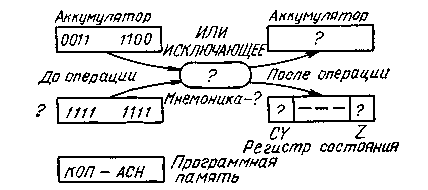 Аккумулятор
ИЛИ
ИСКЛЮЧАЮЩЕЕ
Аккумулятор
0011 1100
?
До операции
?
После операции
Мнемоника-?
?
1111 1111
? --- ?
CY Z
Регистр состояния
КОП - АСН
Программная
память